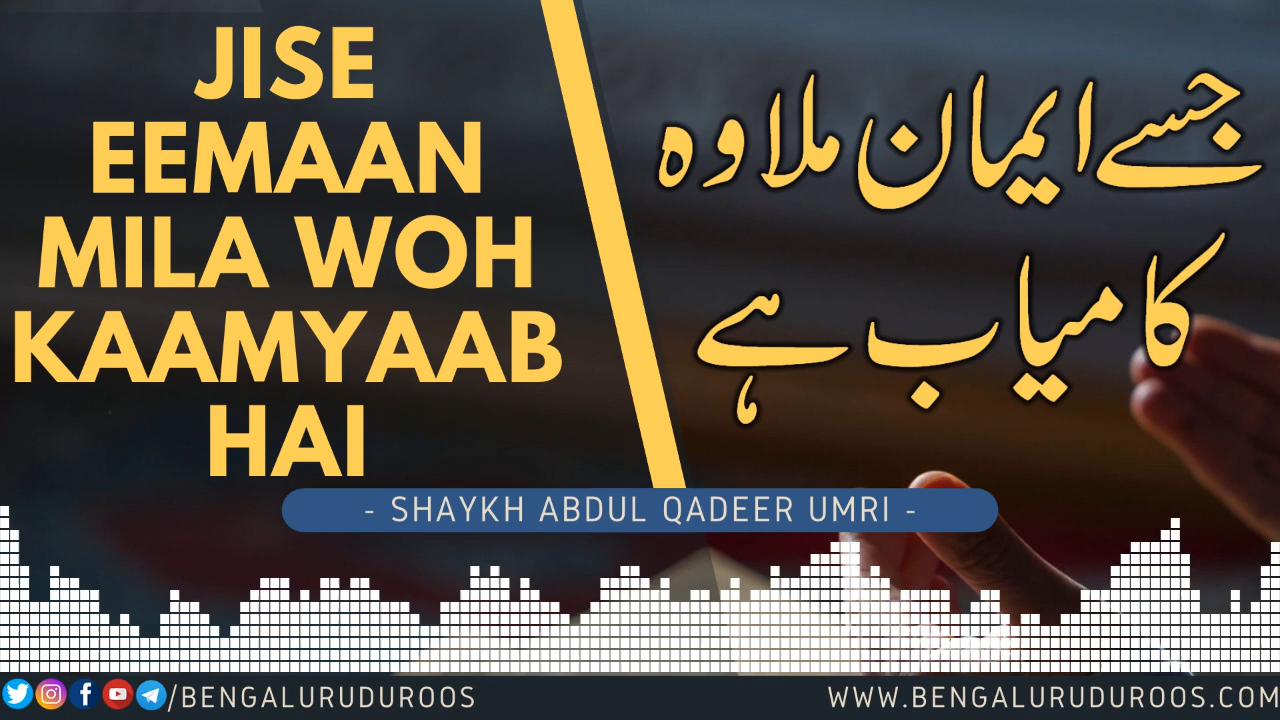 JISE
EEMAAN
MILA WOH
KAAMYAAB
HAI
جسے ایمان ملا وہ
کامیاب ہے
- SHAYKH ABDUL QADEER UMRI -
/BENGALURUDUROOS
WWW.BENGALURUDUROOS.COM